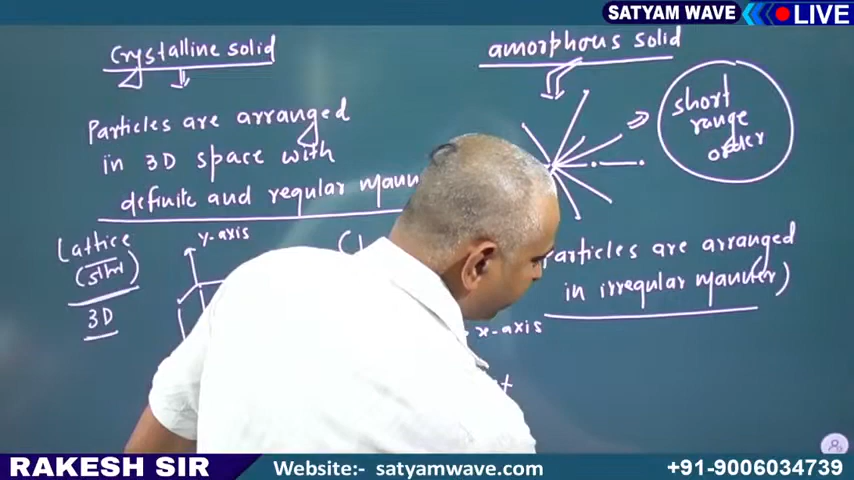 SATYAM WAVE LIVE
Crystalline solid
Particles are arranged
in 3D space with
definite and regular
Lattice
3D
y-axis
x-axis
amorphous solid
short
range
order
Particles are arranged
in irregular manner)
RAKESH SIR
Website:- satyamwave.com
+91-9006034739